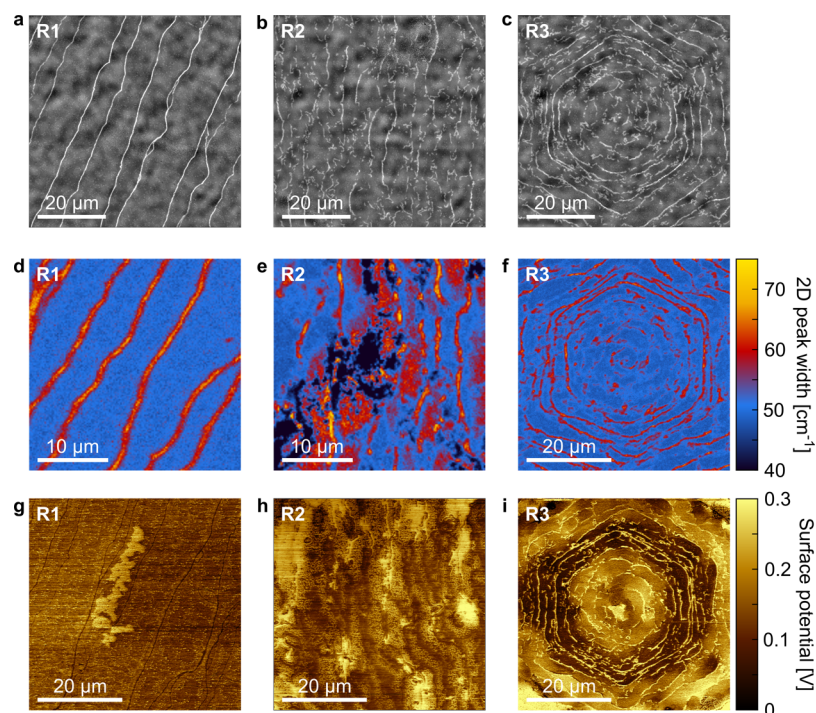 a R1
20 µm
b R2
20 µm
c R3
20 µm
d R1
10 µm
e R2
10 µm
f R3
20 µm
70
60
50
40
2D peak width [cm⁻¹]
g R1
20 µm
h R2
20 µm
i R3
20 µm
0.3
0.2
0.1
0
Surface potential [V]